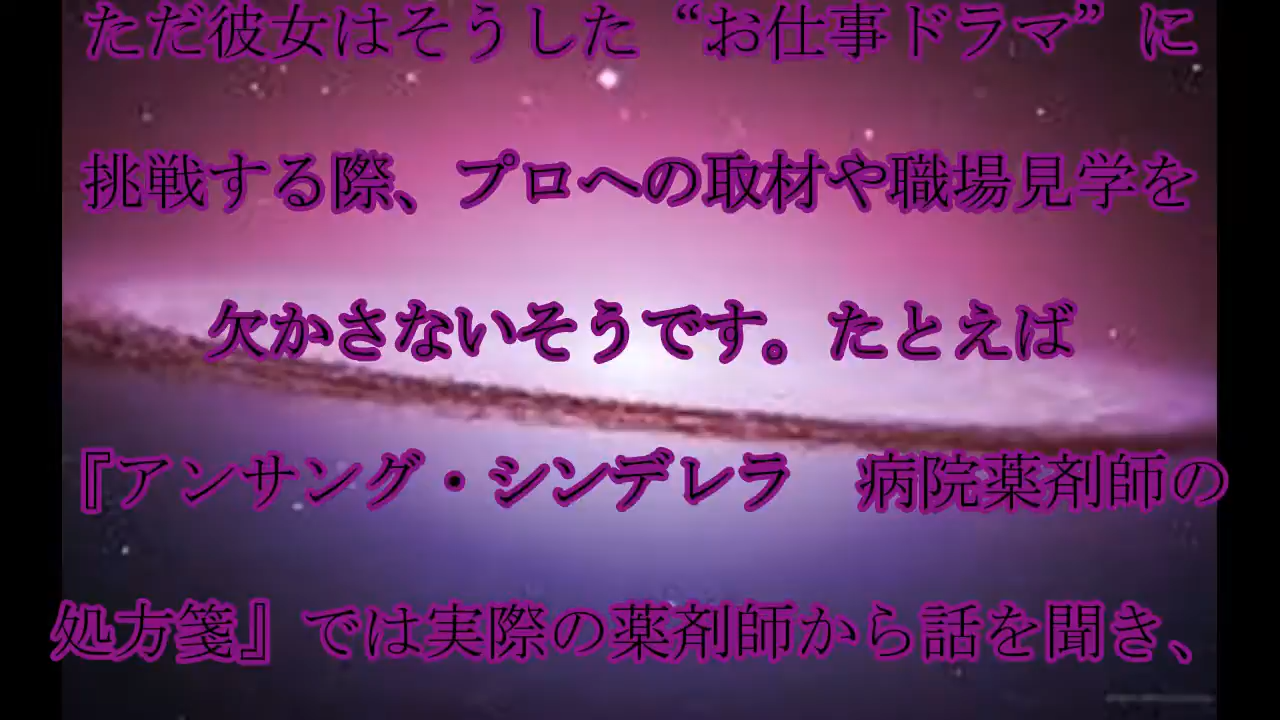 ただ彼女はそうした“お仕事ドラマ”に
挑戦する際、プロへの取材や職場見学を
欠かさないそうです。たとえば
『アンサング・シンデレラ　病院薬剤師の
処方箋』では実際の薬剤師から話を聞き、